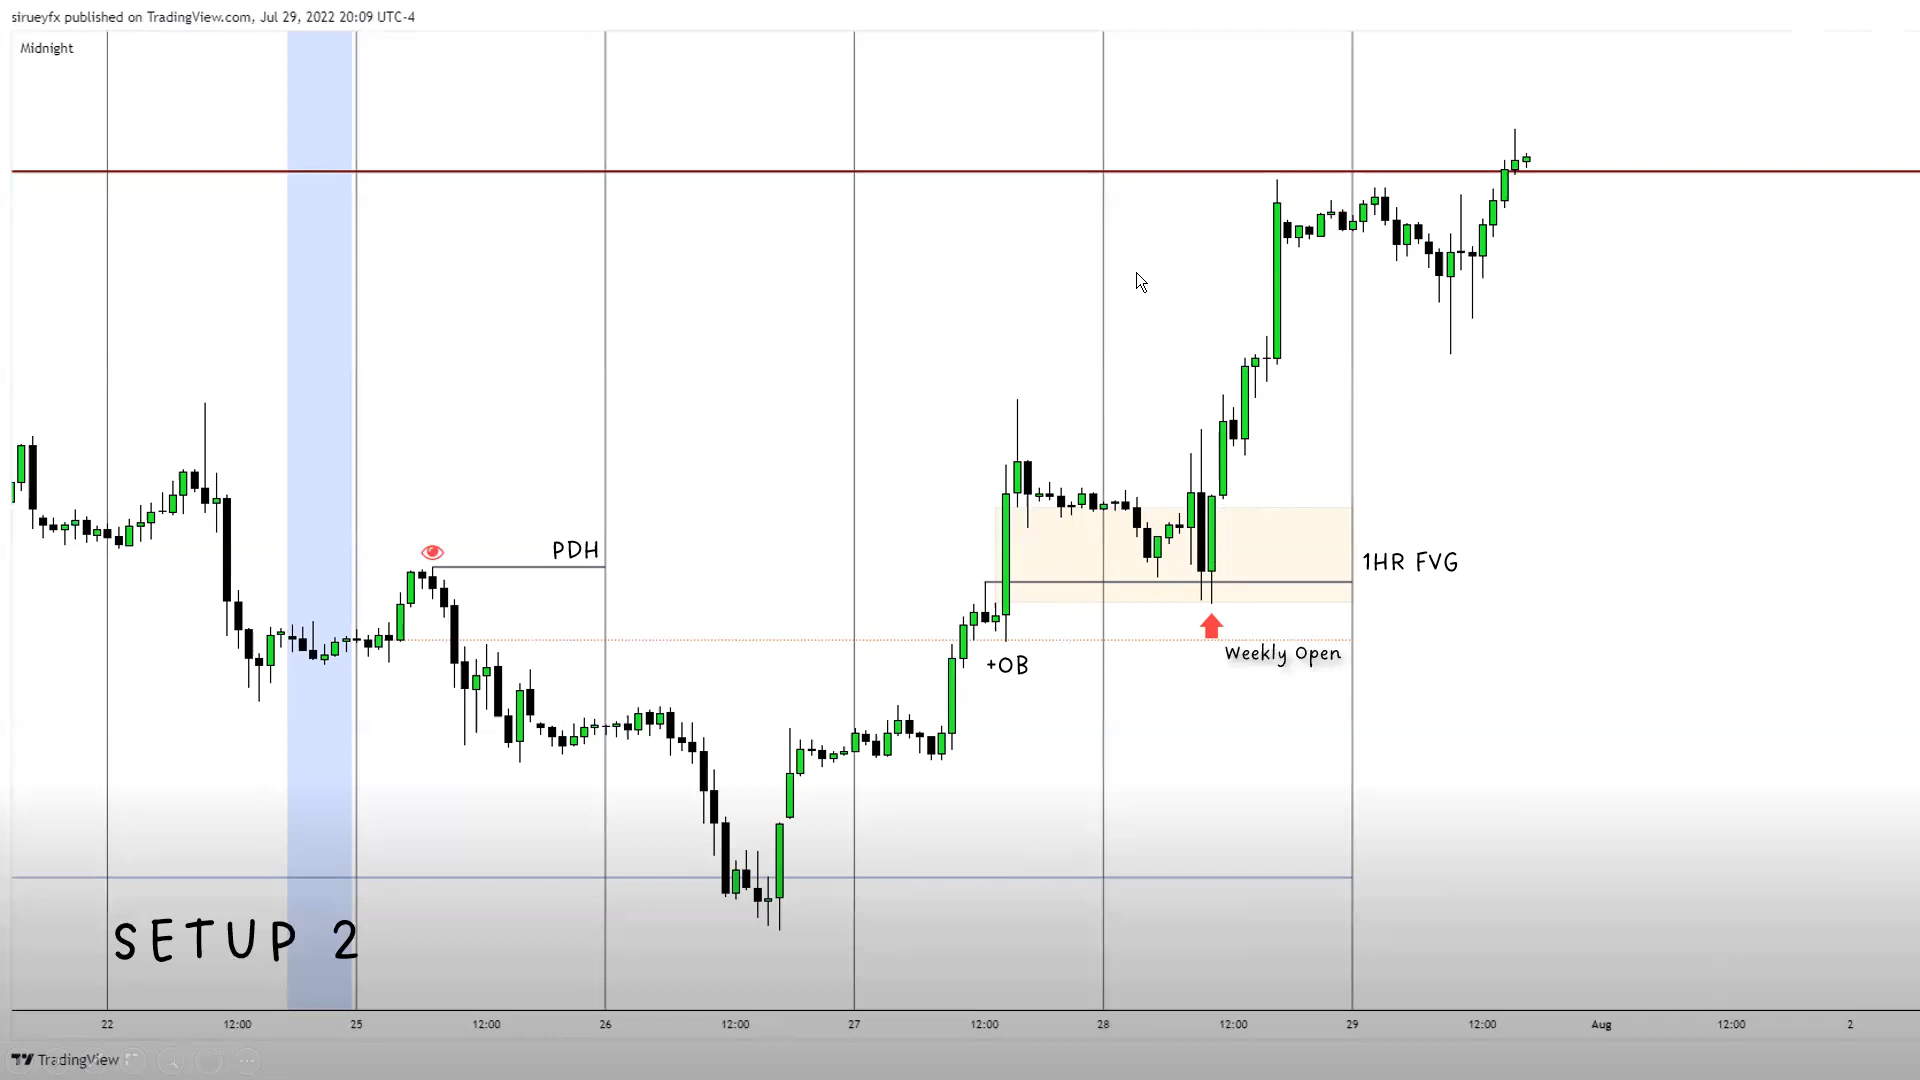 sirueyfx published on TradingView.com, Jul 29, 2022 20:09 UTC-4
Midnight
PDH
1HR FVG
Weekly Open
+OB
SETUP 2
22 12:00 25 12:00 26 12:00 27 12:00 28 12:00 29 12:00 Aug 12:00 2
TradingView